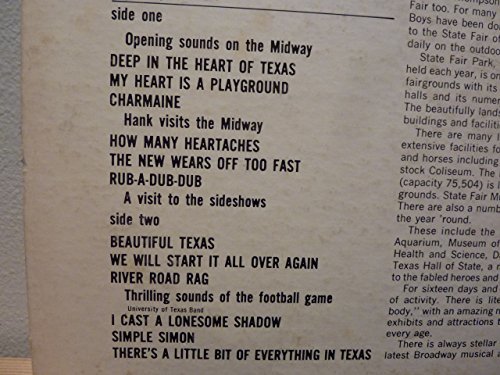 side one
Opening sounds on the Midway
DEEP IN THE HEART OF TEXAS
MY HEART IS A PLAYGROUND
CHARMAINE
Hank visits the Midway
HOW MANY HEARTACHES
THE NEW WEARS OFF TOO FAST
RUB-A-DUB-DUB
A visit to the sideshows
side two
BEAUTIFUL TEXAS
WE WILL START IT ALL OVER AGAIN
RIVER ROAD RAG
Thrilling sounds of the football game
University of Texas Band
I CAST A LONESOME SHADOW
SIMPLE SIMON
THERE'S A LITTLE BIT OF EVERYTHING IN TEXAS
Fair too. For many
Boys have been
to the State Fair of
daily on the
State Fair Park,
held each year, is
fairgrounds with its
halls and its
The beautifully
buildings and
There are many
extensive facilities
and horses including
stock Coliseum. The
(capacity 75,504) is
grounds. State Fair
There are also a
the year 'round.
These include the
Aquarium, Museum of
Health and Science,
Texas Hall of State, a
to the fabled heroes and
For sixteen days and
of activity. There is
body," with an amazing
exhibits and attractions
every age.
There is always stellar
latest Broadway musical